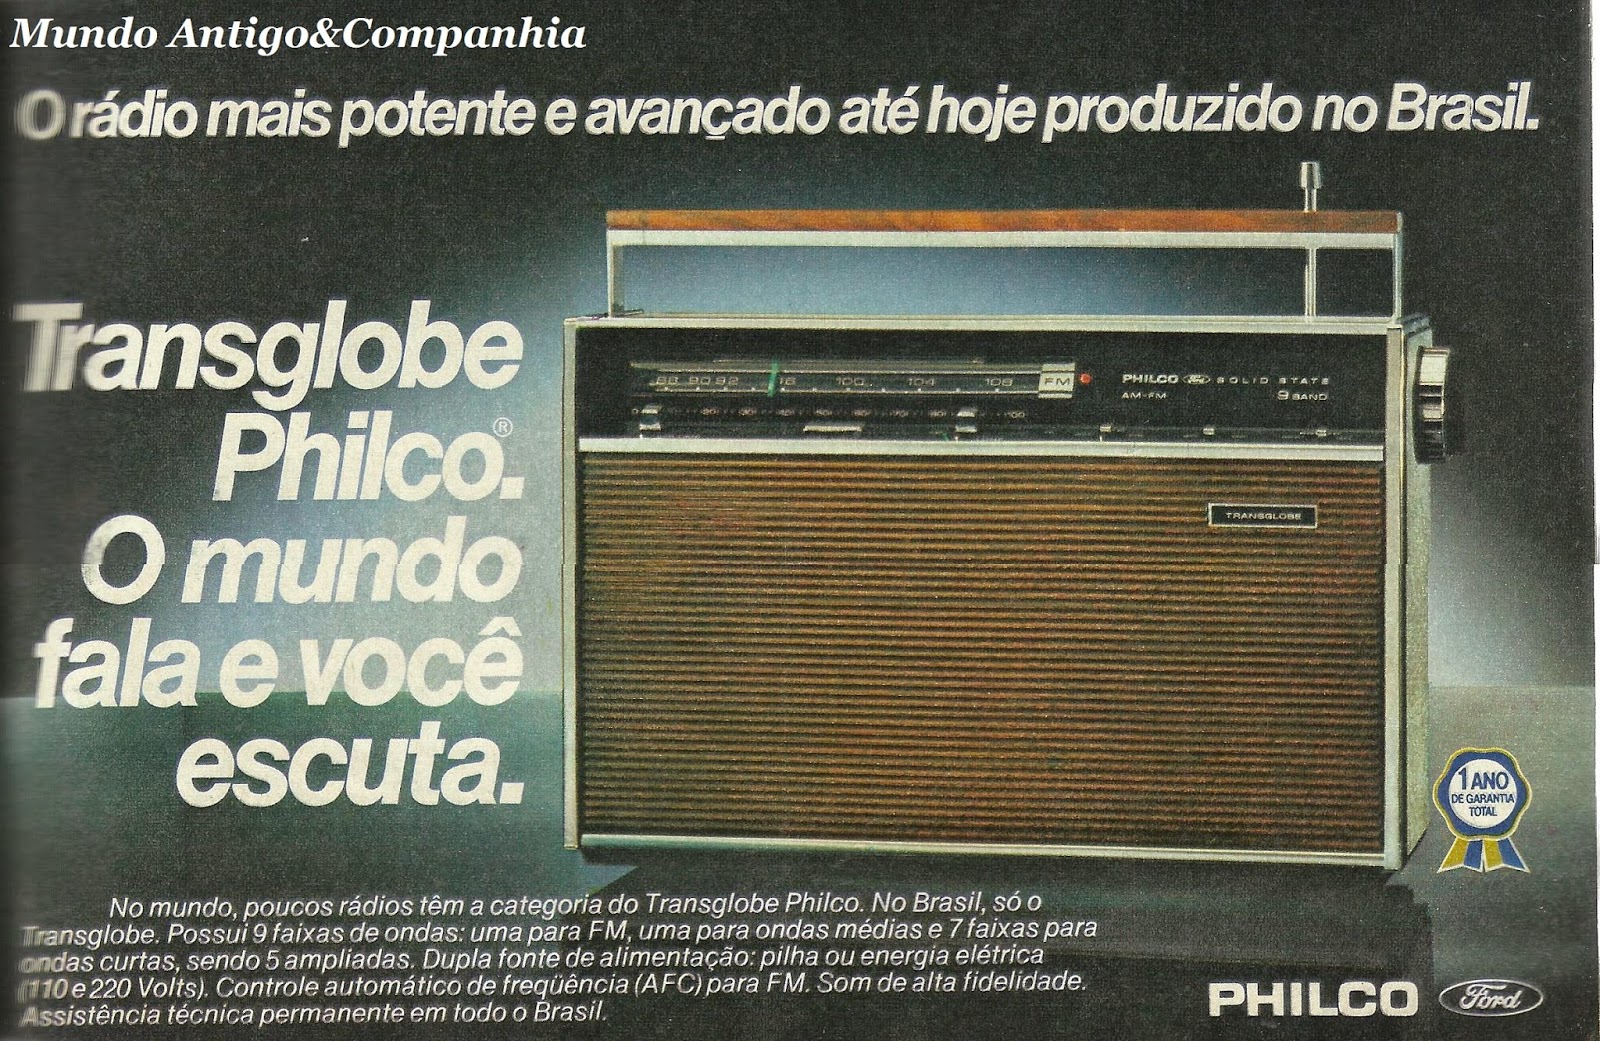 Mundo Antigo&Companhia
O rádio mais potente e avançado até hoje produzido no Brasil.
Transglobe
Philco.®
O mundo
fala e você
escuta.
88 90 92 96 100 104 108 FM
PHILCO Ford SOLID STATE
AM-FM 9 BAND
TRANSGLOBE
1 ANO
DE GARANTIA
TOTAL
No mundo, poucos rádios têm a categoria do Transglobe Philco. No Brasil, só o
Transglobe. Possui 9 faixas de ondas: uma para FM, uma para ondas médias e 7 faixas para
ondas curtas, sendo 5 ampliadas. Dupla fonte de alimentação: pilha ou energia elétrica
(110 e 220 Volts). Controle automático de freqüência (AFC) para FM. Som de alta fidelidade.
Assistência técnica permanente em todo o Brasil.
PHILCO Ford